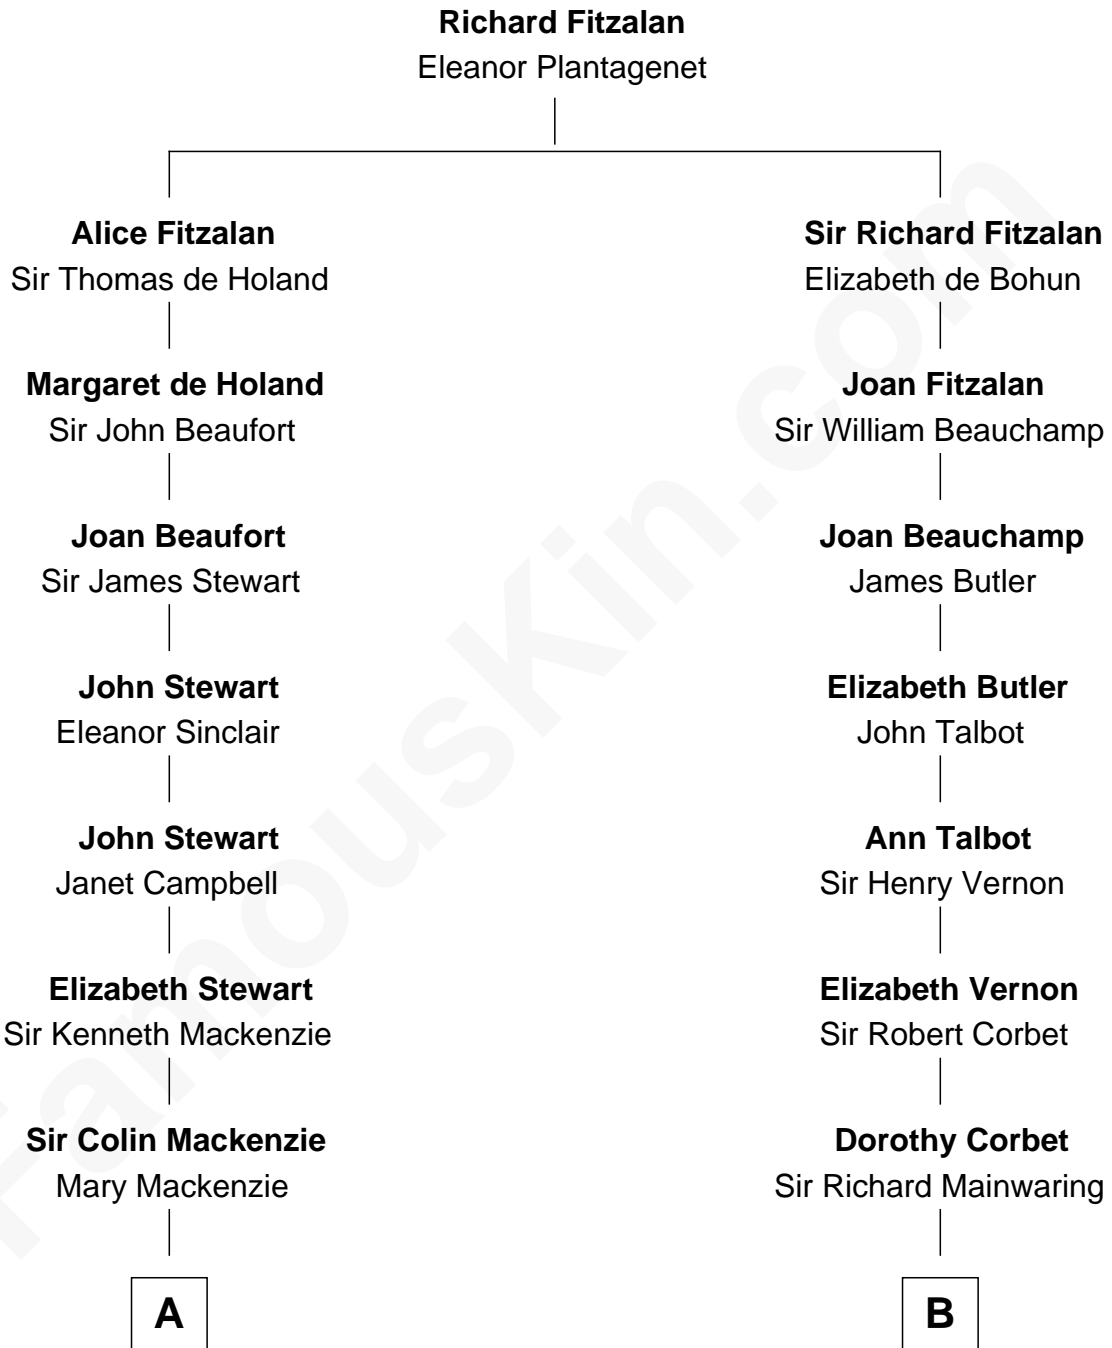 Richard Fitzalan
Eleanor Plantagenet
Alice Fitzalan
Sir Thomas de Holand
Sir Richard Fitzalan
Elizabeth de Bohun
Margaret de Holand
Sir John Beaufort
Joan Fitzalan
Sir William Beauchamp
Joan Beaufort
Sir James Stewart
Joan Beauchamp
James Butler
John Stewart
Eleanor Sinclair
Elizabeth Butler
John Talbot
John Stewart
Janet Campbell
Ann Talbot
Sir Henry Vernon
Elizabeth Stewart
Sir Kenneth Mackenzie
Elizabeth Vernon
Sir Robert Corbet
Sir Colin Mackenzie
Mary Mackenzie
Dorothy Corbet
Sir Richard Mainwaring
A
B
FamousKin.com